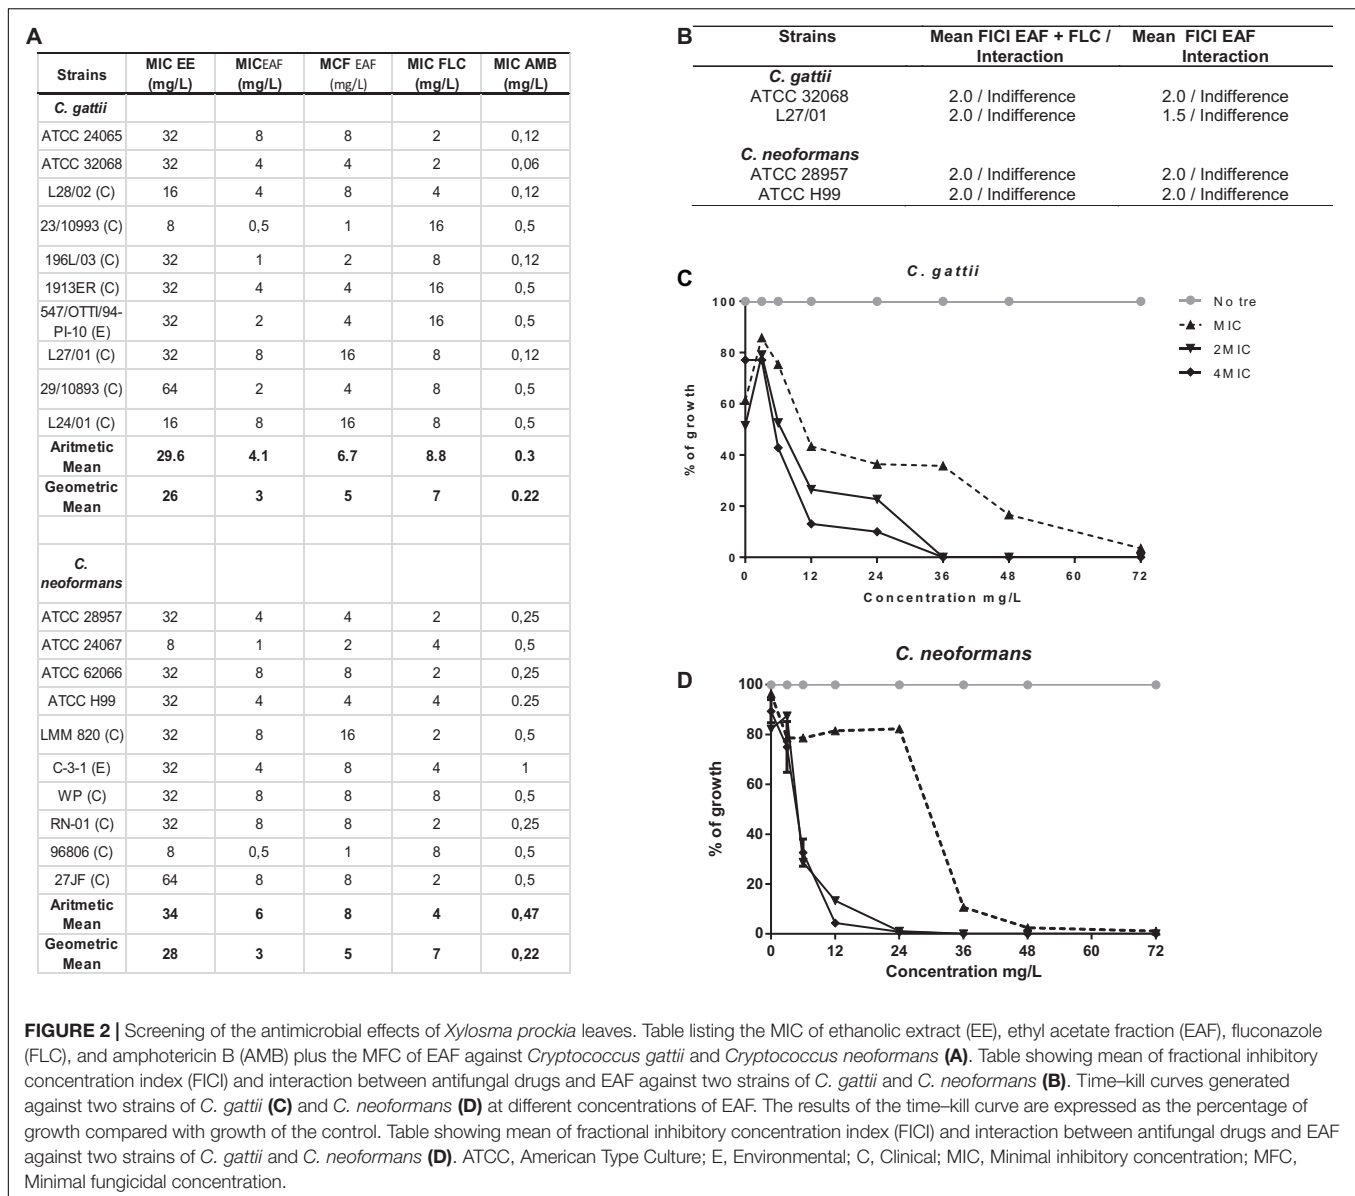 A
Strains MIC EE (mg/L) MICEAF (mg/L) MCF EAF (mg/L) MIC FLC (mg/L) MIC AMB (mg/L)
C. gattii
ATCC 24065 32 8 8 2 0,12
ATCC 32068 32 4 4 2 0,06
L28/02 (C) 16 4 8 4 0,12
23/10993 (C) 8 0,5 1 16 0,5
196L/03 (C) 32 1 2 8 0,12
1913ER (C) 32 4 4 16 0,5
547/OTTI/94-PI-10 (E) 32 2 4 16 0,5
L27/01 (C) 32 8 16 8 0,12
29/10893 (C) 64 2 4 8 0,5
L24/01 (C) 16 8 16 8 0,5
Aritmetic Mean 29.6 4.1 6.7 8.8 0.3
Geometric Mean 26 3 5 7 0.22
C. neoformans
ATCC 28957 32 4 4 2 0,25
ATCC 24067 8 1 2 4 0,5
ATCC 62066 32 8 8 2 0,25
ATCC H99 32 4 4 4 0.25
LMM 820 (C) 32 8 16 2 0,5
C-3-1 (E) 32 4 8 4 1
WP (C) 32 8 8 8 0,5
RN-01 (C) 32 8 8 2 0,25
96806 (C) 8 0,5 1 8 0,5
27JF (C) 64 8 8 2 0,5
Aritmetic Mean 34 6 8 4 0,47
Geometric Mean 28 3 5 7 0,22
B
Strains Mean FICI EAF + FLC / Interaction Mean FICI EAF Interaction
C. gattii
ATCC 32068 2.0 / Indifference 2.0 / Indifference
L27/01 2.0 / Indifference 1.5 / Indifference
C. neoformans
ATCC 28957 2.0 / Indifference 2.0 / Indifference
ATCC H99 2.0 / Indifference 2.0 / Indifference
C
C. gattii
% of growth
100
80
60
40
20
0
0 12 24 36 48 60 72
Concentration mg/L
No tre
MIC
2MIC
4MIC
C. neoformans
D
% of growth
100
80
60
40
20
0
0 12 24 36 48 60 72
Concentration mg/L
FIGURE 2 | Screening of the antimicrobial effects of Xylosma prockia leaves. Table listing the MIC of ethanolic extract (EE), ethyl acetate fraction (EAF), fluconazole
(FLC), and amphotericin B (AMB) plus the MFC of EAF against Cryptococcus gattii and Cryptococcus neoformans (A). Table showing mean of fractional inhibitory
concentration index (FICI) and interaction between antifungal drugs and EAF against two strains of C. gattii and C. neoformans (B). Time–kill curves generated
against two strains of C. gattii (C) and C. neoformans (D) at different concentrations of EAF. The results of the time–kill curve are expressed as the percentage of
growth compared with growth of the control. Table showing mean of fractional inhibitory concentration index (FICI) and interaction between antifungal drugs and EAF
against two strains of C. gattii and C. neoformans (D). ATCC, American Type Culture; E, Environmental; C, Clinical; MIC, Minimal inhibitory concentration; MFC,
Minimal fungicidal concentration.